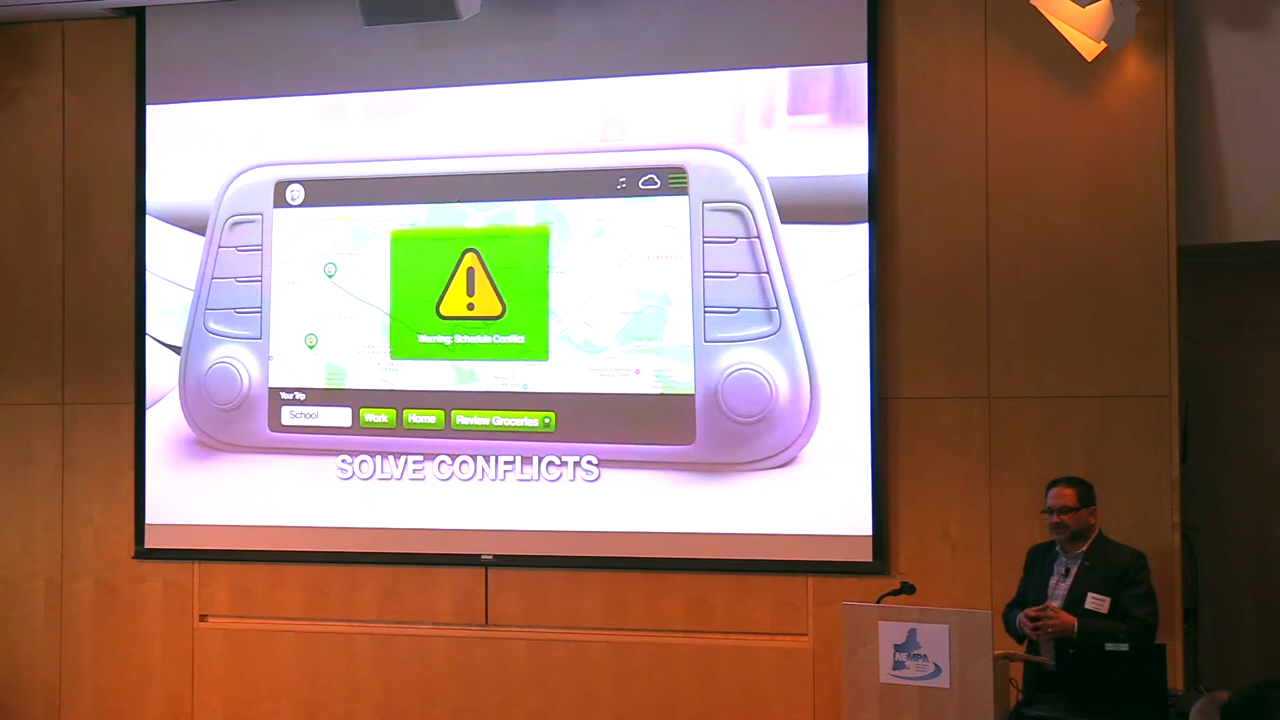 Warning: Schedule Conflict
Your Trip
School
Work
Home
Review Groceries
SOLVE CONFLICTS
NEMPA